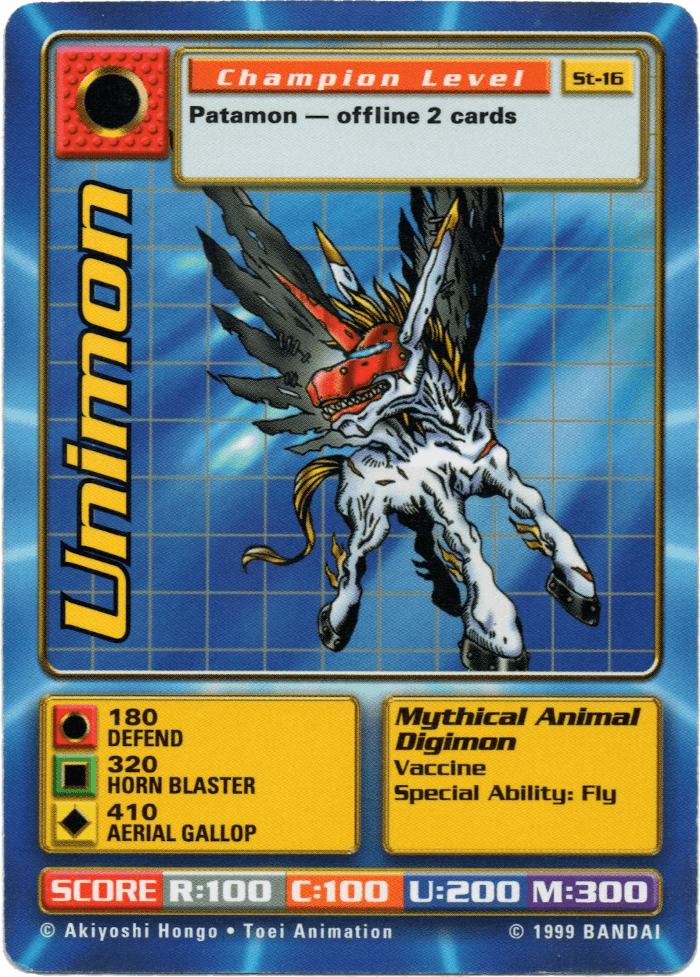 Champion Level
St-16
Patamon — offline 2 cards
Unimon
180
DEFEND
320
HORN BLASTER
410
AERIAL GALLOP
Mythical Animal
Digimon
Vaccine
Special Ability: Fly
SCORE R:100 C:100 U:200 M:300
© Akiyoshi Hongo • Toei Animation © 1999 BANDAI